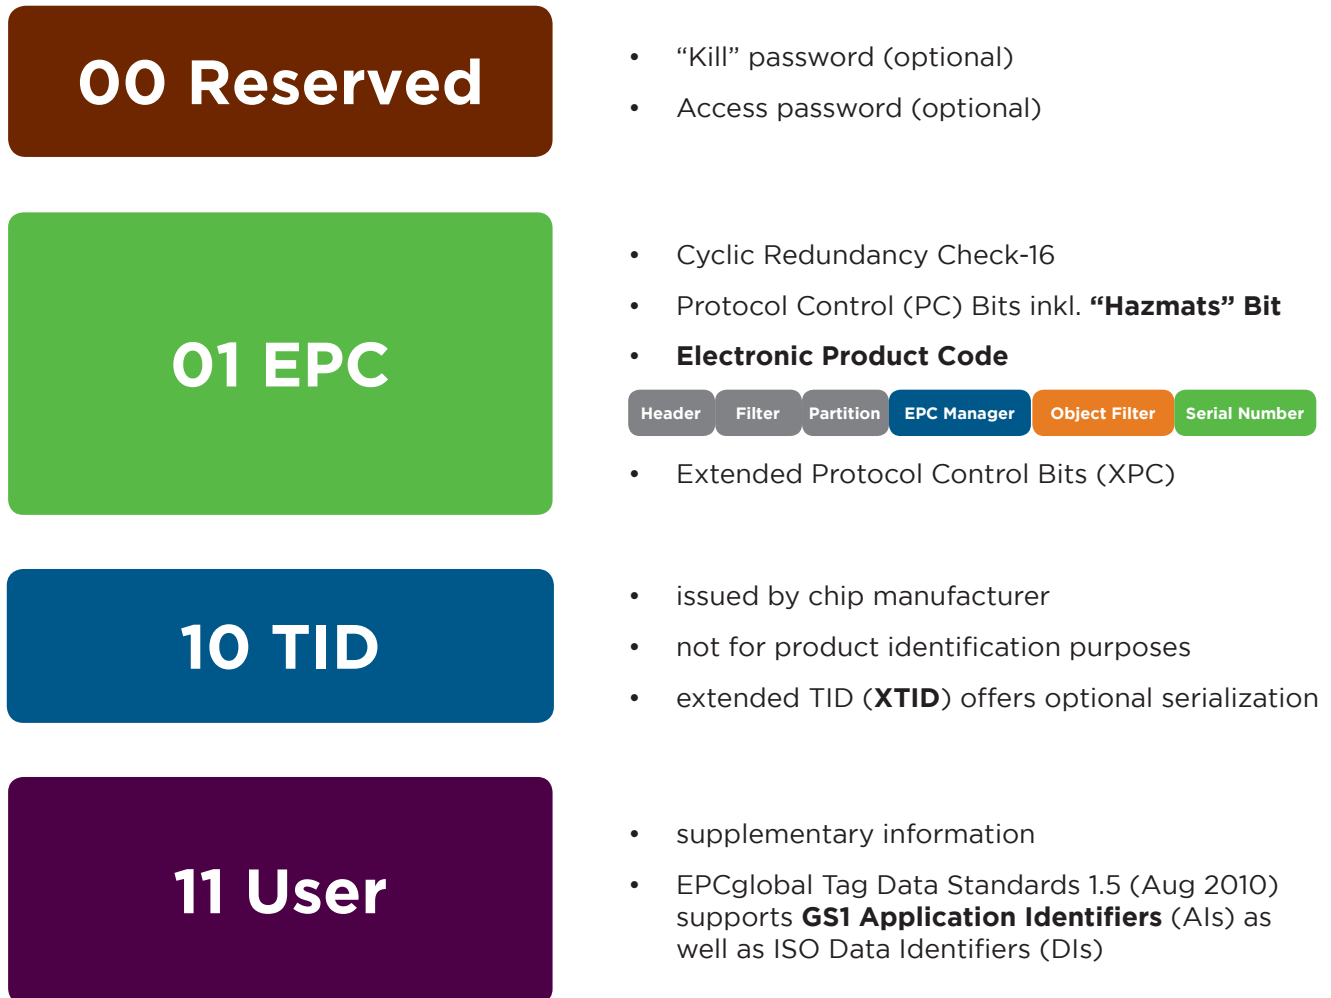 00 Reserved
• “Kill” password (optional)
• Access password (optional)
01 EPC
• Cyclic Redundancy Check-16
• Protocol Control (PC) Bits inkl. “Hazmats” Bit
• Electronic Product Code
Header Filter Partition EPC Manager Object Filter Serial Number
• Extended Protocol Control Bits (XPC)
10 TID
• issued by chip manufacturer
• not for product identification purposes
• extended TID (XTID) offers optional serialization
11 User
• supplementary information
• EPCglobal Tag Data Standards 1.5 (Aug 2010)
supports GS1 Application Identifiers (AIs) as
well as ISO Data Identifiers (DIs)